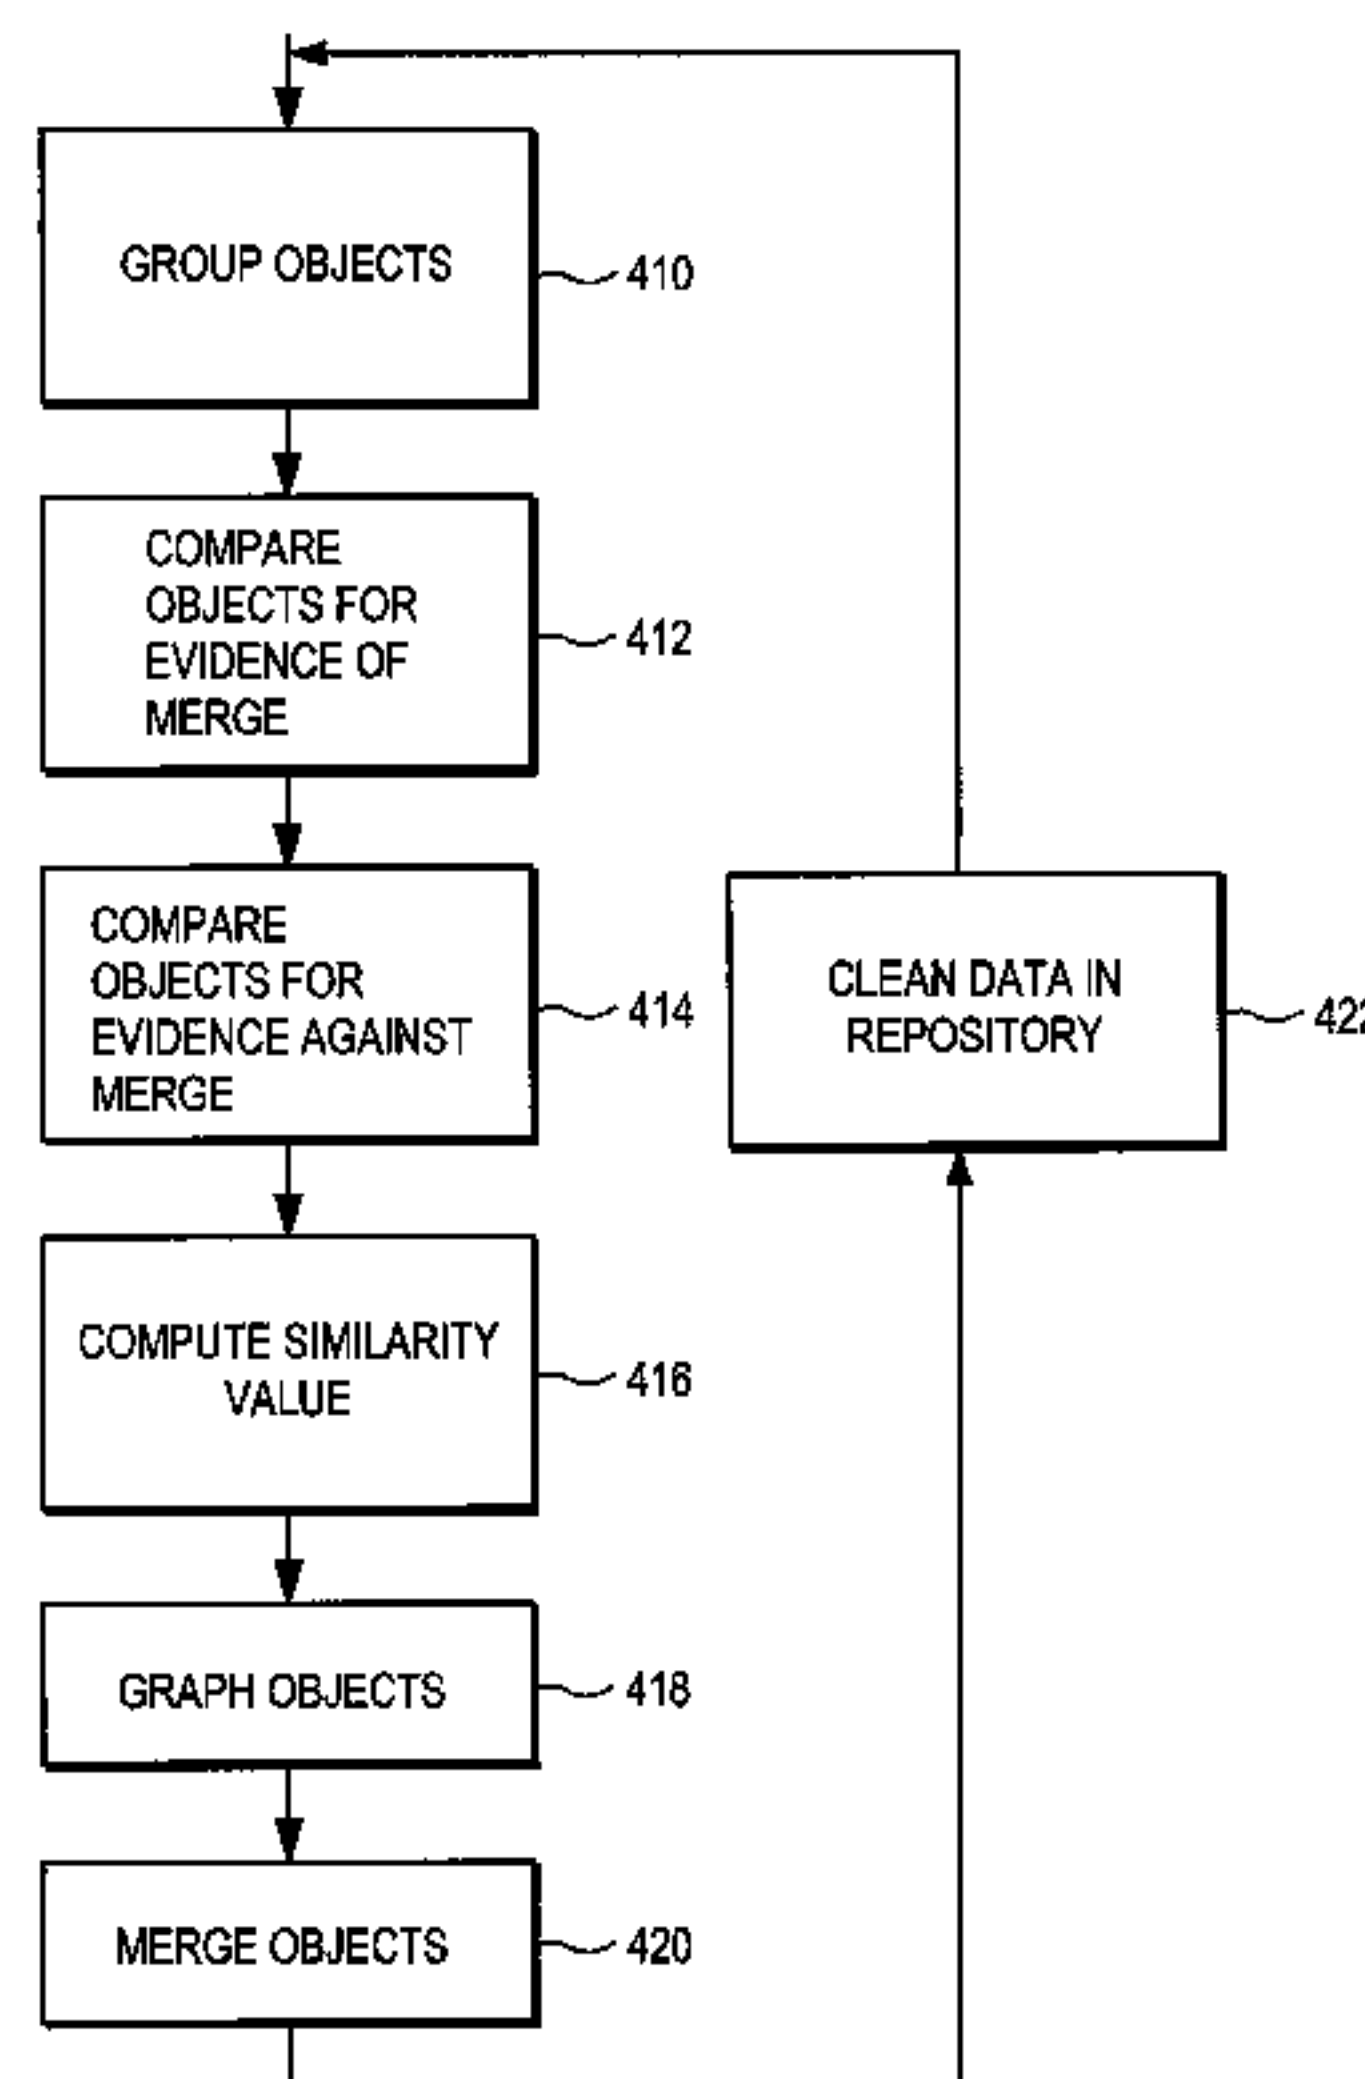 GROUP OBJECTS
410
COMPARE
OBJECTS FOR
EVIDENCE OF
MERGE
412
COMPARE
OBJECTS FOR
EVIDENCE AGAINST
MERGE
414
CLEAN DATA IN
REPOSITORY
422
COMPUTE SIMILARITY
VALUE
416
GRAPH OBJECTS
418
MERGE OBJECTS
420